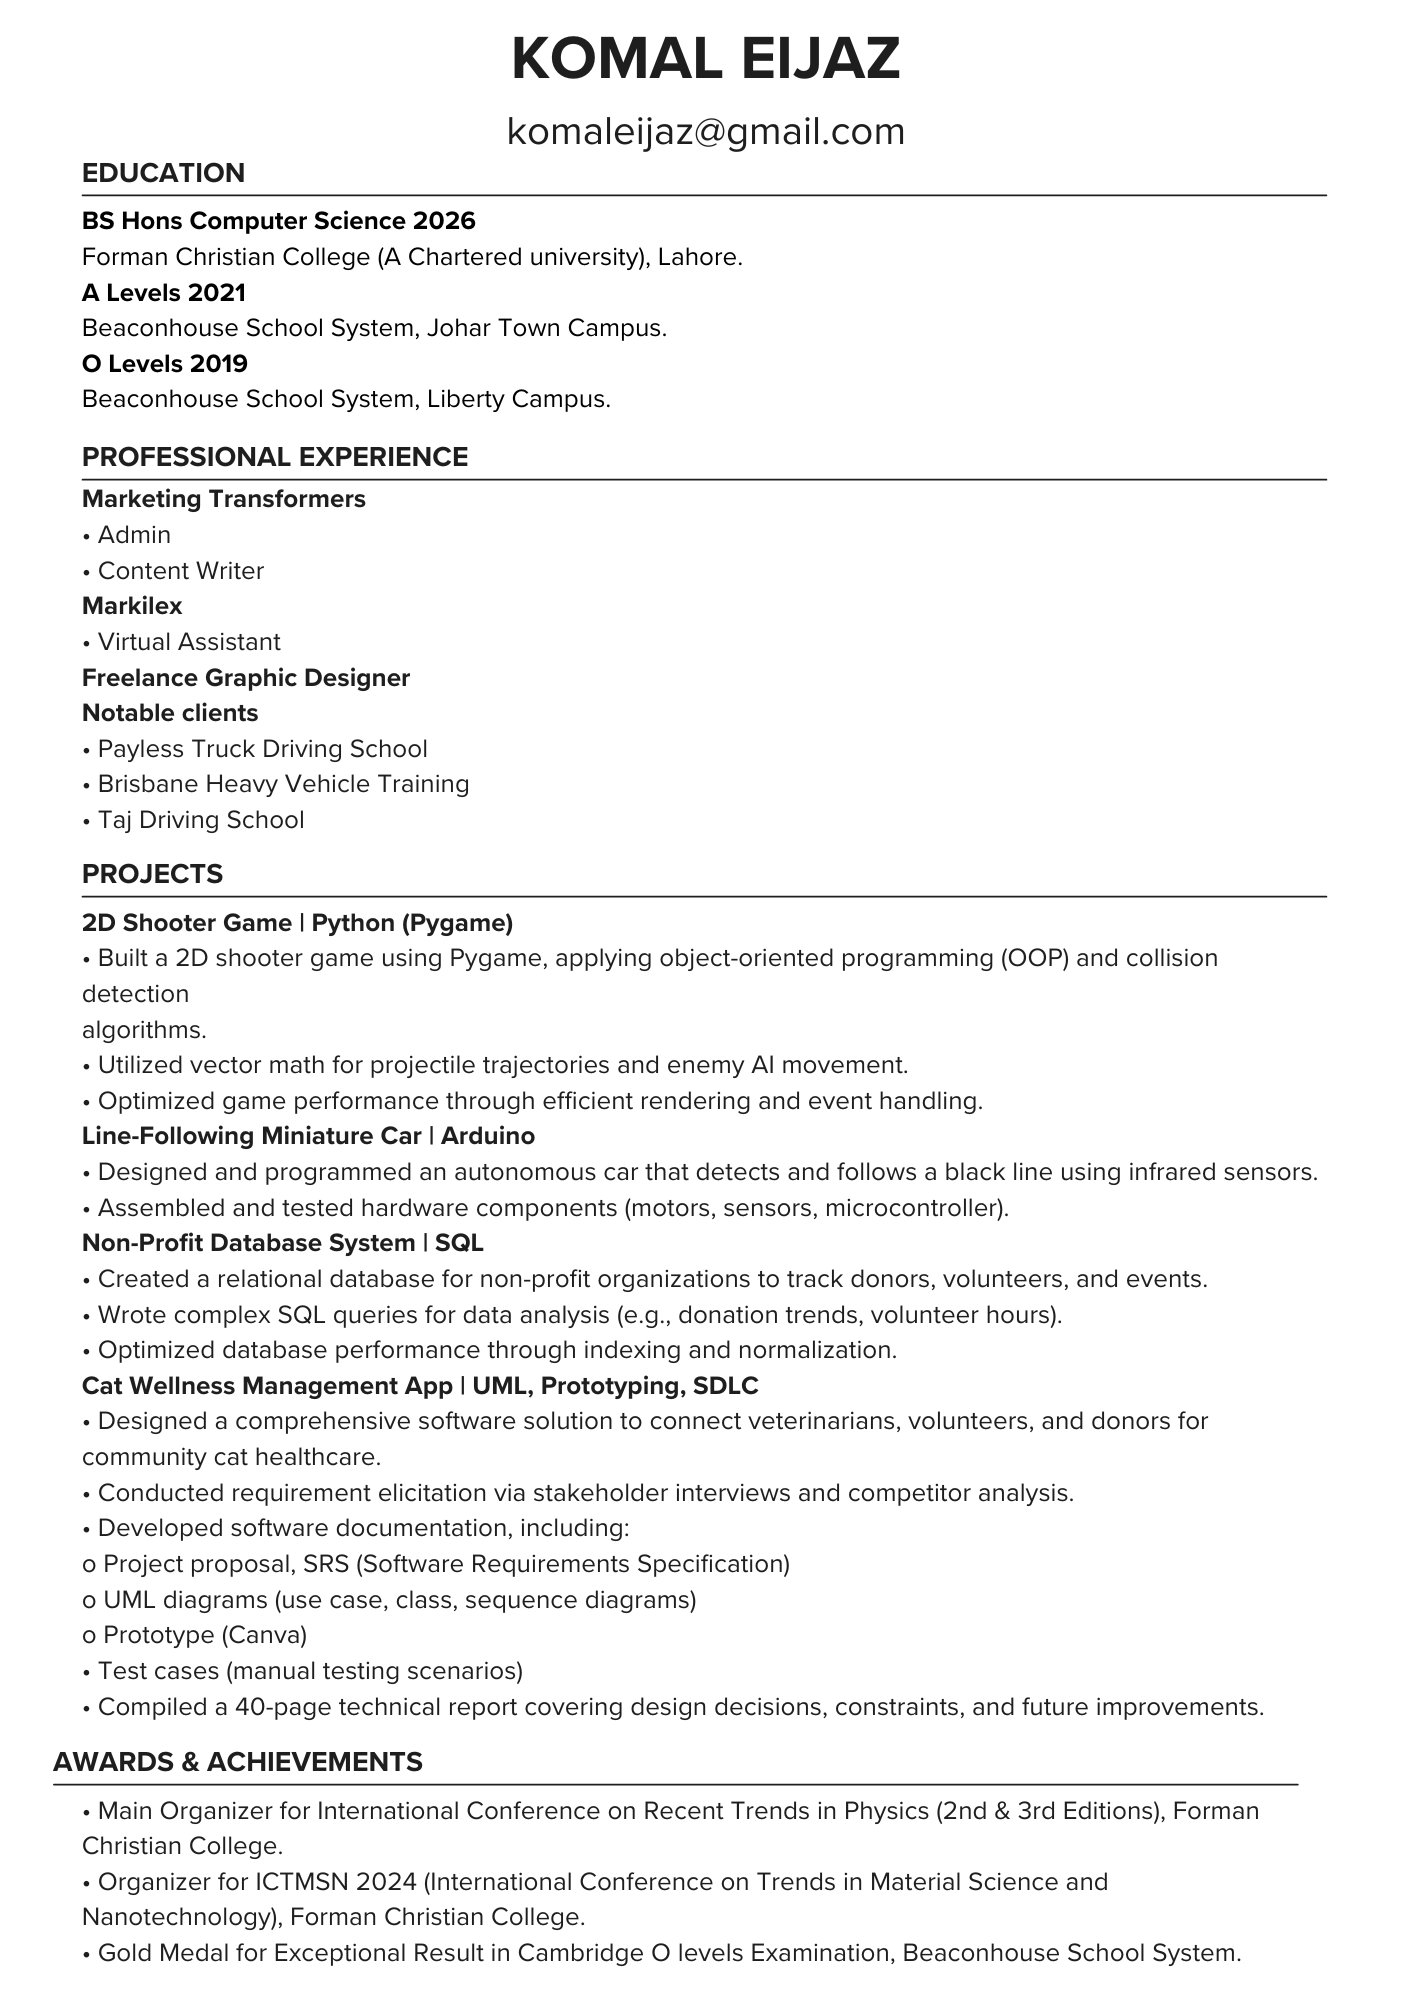 KOMAL EIJAZ
komaleijaz@gmail.com
EDUCATION
BS Hons Computer Science 2026
Forman Christian College (A Chartered university), Lahore.
A Levels 2021
Beaconhouse School System, Johar Town Campus.
O Levels 2019
Beaconhouse School System, Liberty Campus.
PROFESSIONAL EXPERIENCE
Marketing Transformers
• Admin
• Content Writer
Markilex
• Virtual Assistant
Freelance Graphic Designer
Notable clients
• Payless Truck Driving School
• Brisbane Heavy Vehicle Training
• Taj Driving School
PROJECTS
2D Shooter Game | Python (Pygame)
• Built a 2D shooter game using Pygame, applying object-oriented programming (OOP) and collision
detection
algorithms.
• Utilized vector math for projectile trajectories and enemy AI movement.
• Optimized game performance through efficient rendering and event handling.
Line-Following Miniature Car | Arduino
• Designed and programmed an autonomous car that detects and follows a black line using infrared sensors.
• Assembled and tested hardware components (motors, sensors, microcontroller).
Non-Profit Database System | SQL
• Created a relational database for non-profit organizations to track donors, volunteers, and events.
• Wrote complex SQL queries for data analysis (e.g., donation trends, volunteer hours).
• Optimized database performance through indexing and normalization.
Cat Wellness Management App | UML, Prototyping, SDLC
• Designed a comprehensive software solution to connect veterinarians, volunteers, and donors for
community cat healthcare.
• Conducted requirement elicitation via stakeholder interviews and competitor analysis.
• Developed software documentation, including:
o Project proposal, SRS (Software Requirements Specification)
o UML diagrams (use case, class, sequence diagrams)
o Prototype (Canva)
• Test cases (manual testing scenarios)
• Compiled a 40-page technical report covering design decisions, constraints, and future improvements.
AWARDS & ACHIEVEMENTS
• Main Organizer for International Conference on Recent Trends in Physics (2nd & 3rd Editions), Forman
Christian College.
• Organizer for ICTMSN 2024 (International Conference on Trends in Material Science and
Nanotechnology), Forman Christian College.
• Gold Medal for Exceptional Result in Cambridge O levels Examination, Beaconhouse School System.